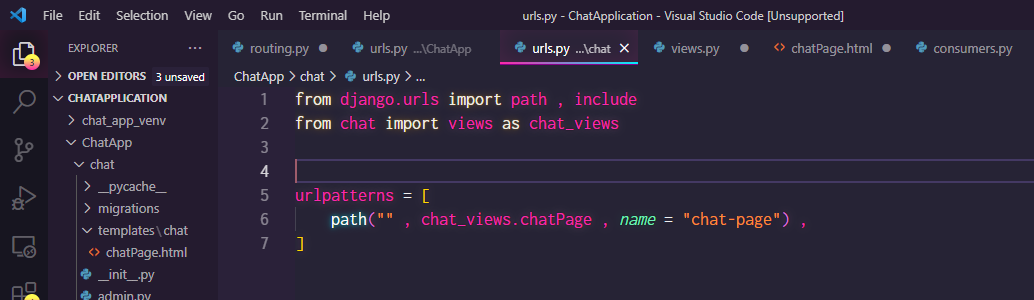 File Edit Selection View Go Run Terminal Help urls.py - ChatApplication - Visual Studio Code [Unsupported]
EXPLORER ... routing.py urls.py ...\ChatApp urls.py ...\chat views.py chatPage.html consumers.py
3
OPEN EDITORS 3 unsaved
ChatApp > chat > urls.py > ...
CHATAPPLICATION
chat_app_venv
ChatApp
chat
__pycache__
migrations
templates\chat
chatPage.html
__init__.py
admin.py
1 from django.urls import path , include
2 from chat import views as chat_views
3
4
5 urlpatterns = [
6 path("" , chat_views.chatPage , name = "chat-page") ,
7 ]